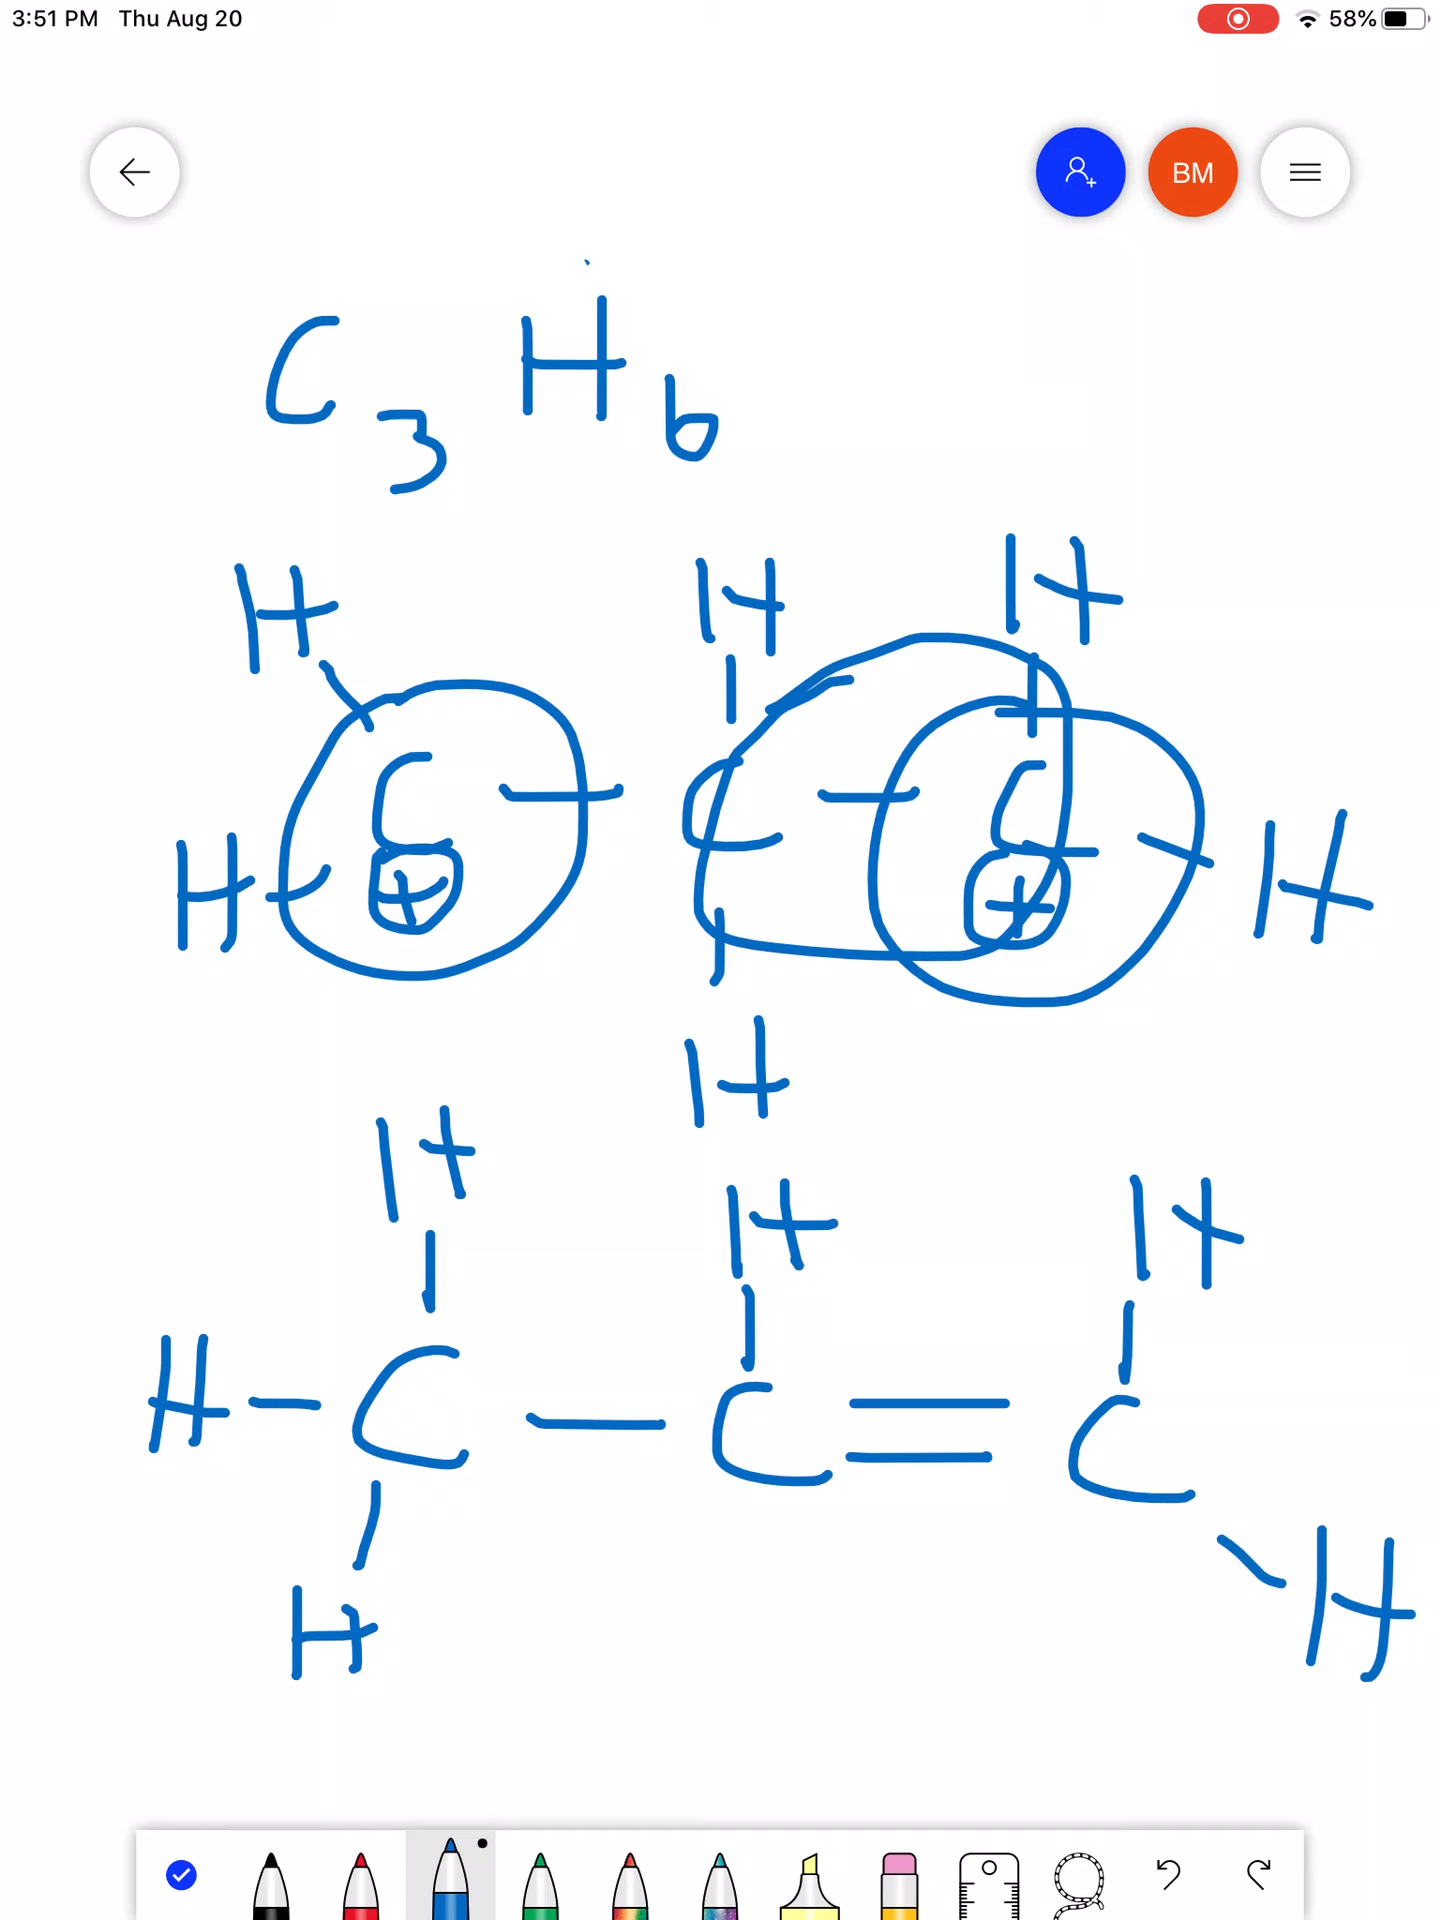 3:51 PM Thu Aug 20 58%
BM
C3H6
H H H
C — C — C
H + + H
H
H H H
H — C — C = C
H H